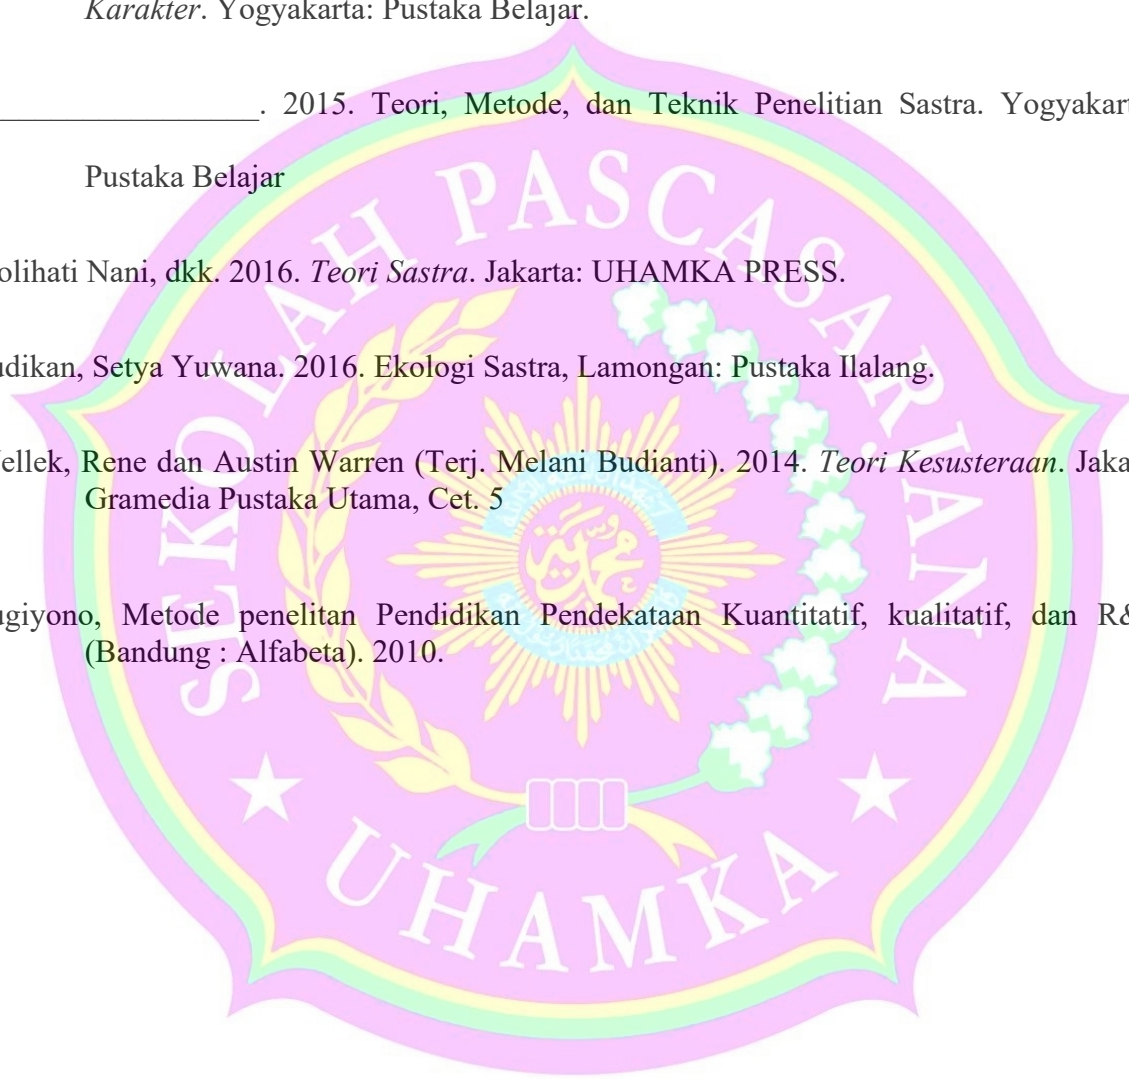 Karakter. Yogyakarta: Pustaka Belajar.
________________. 2015. Teori, Metode, dan Teknik Penelitian Sastra. Yogyakart
Pustaka Belajar
olihati Nani, dkk. 2016. Teori Sastra. Jakarta: UHAMKA PRESS.
udikan, Setya Yuwana. 2016. Ekologi Sastra, Lamongan: Pustaka Ilalang.
ellek, Rene dan Austin Warren (Terj. Melani Budianti). 2014. Teori Kesusteraan. Jaka
Gramedia Pustaka Utama, Cet. 5
ugiyono, Metode penelitan Pendidikan Pendekatan Kuantitatif, kualitatif, dan R&
(Bandung : Alfabeta). 2010.
SEKOLAH PASCASARJANA
UHAMKA
محمدية